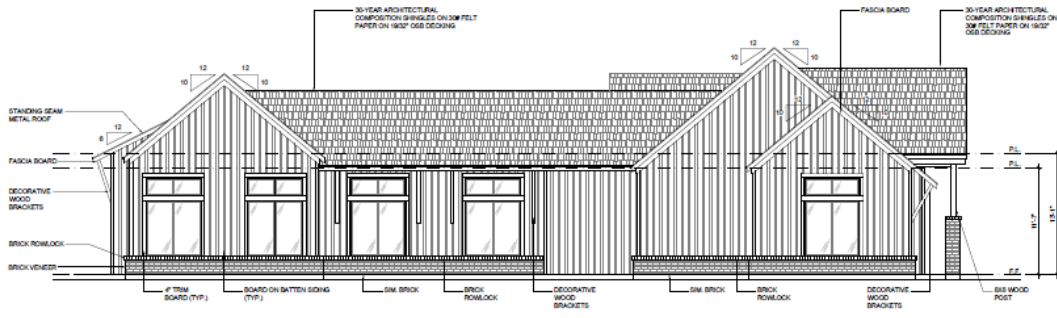 30-YEAR ARCHITECTURAL
COMPOSITION SHINGLES ON 30# FELT
PAPER ON 19/32" OSB DECKING
FASCIA BOARD
30-YEAR ARCHITECTURAL
COMPOSITION SHINGLES ON
30# FELT PAPER ON 19/32"
OSB DECKING
12
12
10
10
12
12
10
10
STANDING SEAM
METAL ROOF
12
6
12
10
10
FASCIA BOARD
DECORATIVE
WOOD
BRACKETS
P.L.
P.L.
11'-7"
13'-1"
BRICK ROWLOCK
BRICK VENEER
F.F.
4" TRIM
BOARD (TYP.)
BOARD ON BATTEN SIDING
(TYP.)
SIM. BRICK
BRICK
ROWLOCK
DECORATIVE
WOOD
BRACKETS
SIM. BRICK
BRICK
ROWLOCK
DECORATIVE
WOOD
BRACKETS
8X8 WOOD
POST